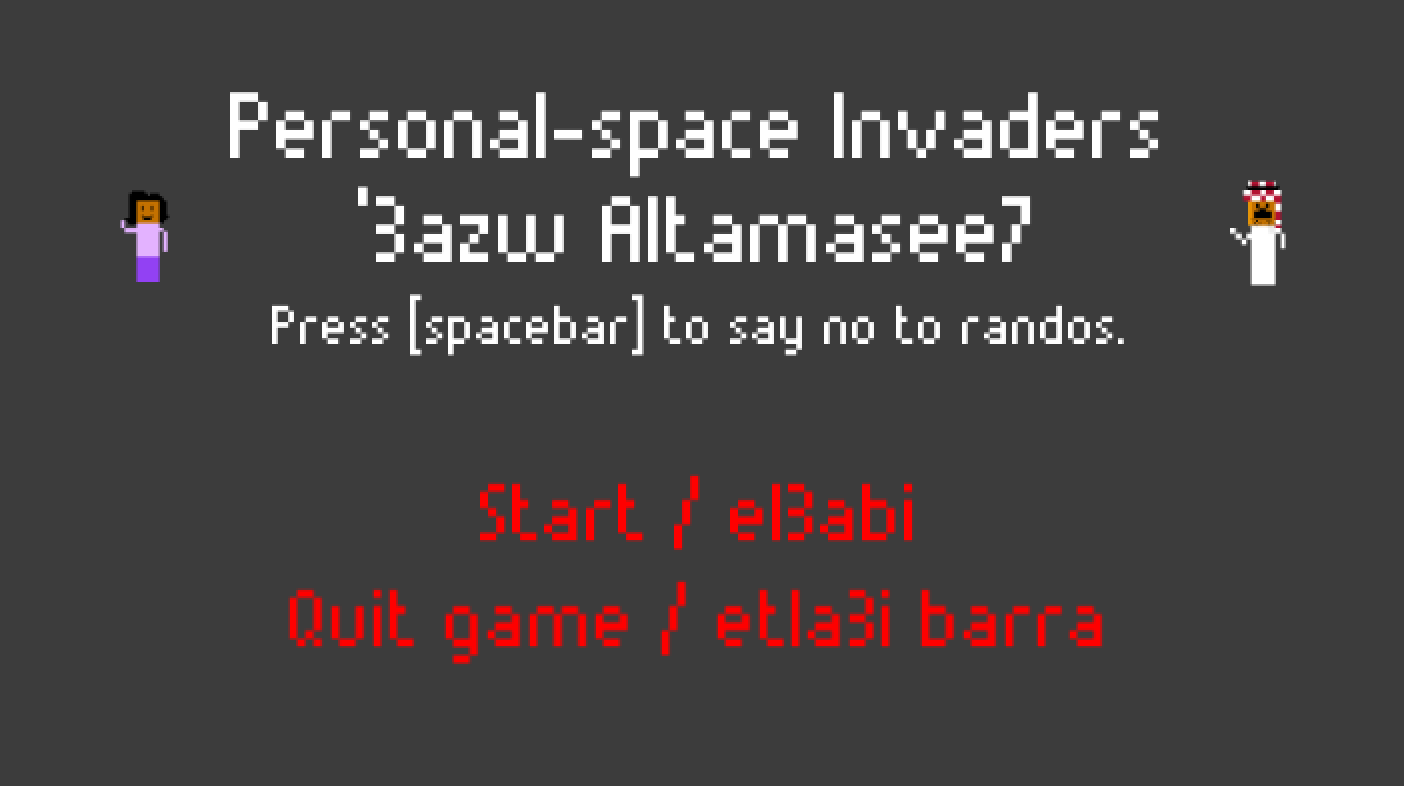 Personal-space Invaders
'3azw Altamasee7
Press [spacebar] to say no to randos.
Start / el3abi
Quit game / etla3i barra